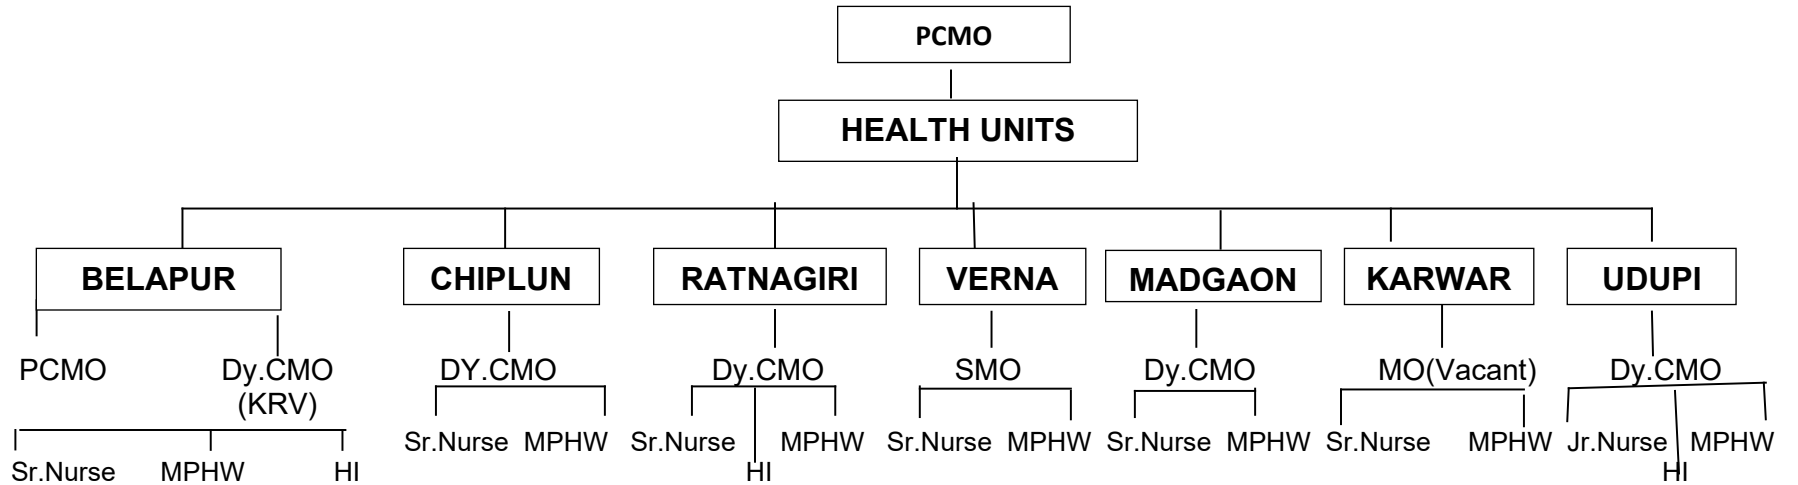 PCMO
HEALTH UNITS
BELAPUR CHIPLUN RATNAGIRI VERNA MADGAON KARWAR UDUPI
PCMO Dy.CMO DY.CMO Dy.CMO SMO Dy.CMO MO(Vacant) Dy.CMO
(KRV)
Sr.Nurse MPHW Sr.Nurse MPHW Sr.Nurse MPHW Sr.Nurse MPHW Sr.Nurse MPHW Jr.Nurse MPHW
Sr.Nurse MPHW HI HI HI